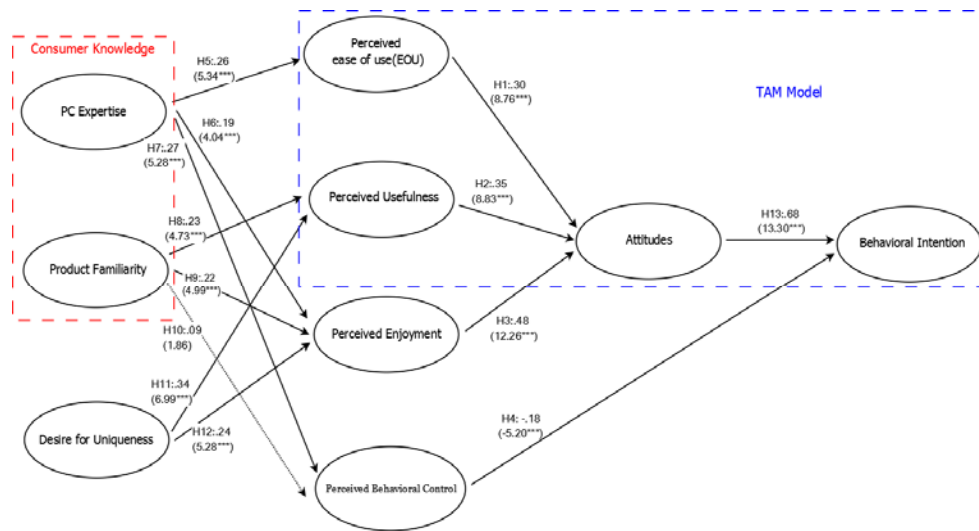 Consumer Knowledge
PC Expertise
Product Familiarity
Desire for Uniqueness
H5:.26
(5.34***)
H6:.19
(4.04***)
H7:.27
(5.28***)
H8:.23
(4.73***)
H9:.22
(4.99***)
H10:.09
(1.86)
H11:.34
(6.99***)
H12:.24
(5.28***)
Perceived
ease of use(EOU)
Perceived Usefulness
Perceived Enjoyment
Perceived Behavioral Control
H1:.30
(8.76***)
H2:.35
(8.83***)
H3:.48
(12.26***)
H4: -.18
(-5.20***)
TAM Model
Attitudes
H13:.68
(13.30***)
Behavioral Intention